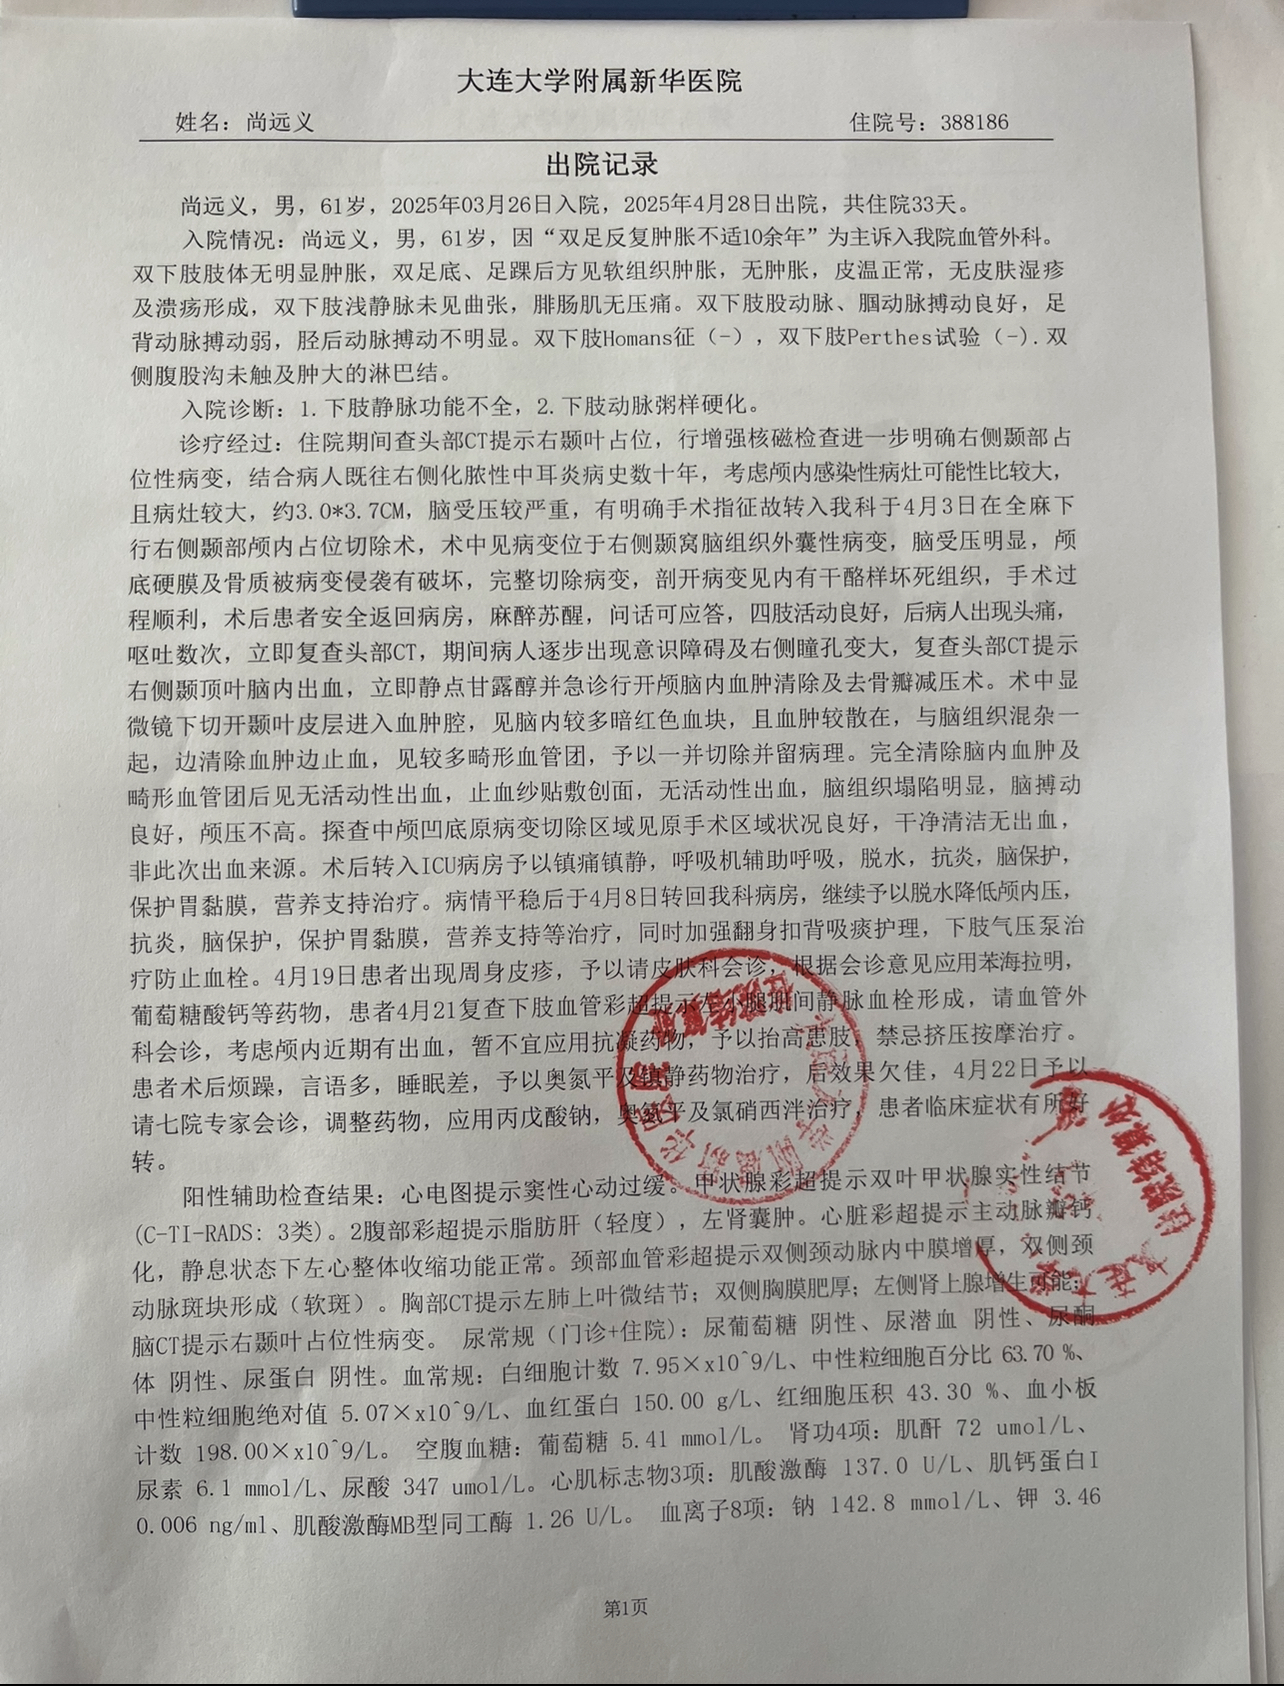 大连大学附属新华医院
姓名：尚远义 住院号：388186
出院记录
尚远义，男，61岁，2025年03月26日入院，2025年4月28日出院，共住院33天。
入院情况：尚远义，男，61岁，因“双足反复肿胀不适10余年”为主诉入我院血管外科。
双下肢肢体无明显肿胀，双足底、足踝后方见软组织肿胀，无肿胀，皮温正常，无皮肤湿疹
及溃疡形成，双下肢浅静脉未见曲张，腓肠肌无压痛。双下肢股动脉、腘动脉搏动良好，足
背动脉搏动弱，胫后动脉搏动不明显。双下肢Homans征（-），双下肢Perthes试验（-).双
侧腹股沟未触及肿大的淋巴结。
入院诊断：1.下肢静脉功能不全，2.下肢动脉粥样硬化。
诊疗经过：住院期间查头部CT提示右颞叶占位，行增强核磁检查进一步明确右侧颞部占
位性病变，结合病人既往右侧化脓性中耳炎病史数十年，考虑颅内感染性病灶可能性比较大，
且病灶较大，约3.0*3.7CM，脑受压较严重，有明确手术指征故转入我科于4月3日在全麻下
行右侧颞部颅内占位切除术，术中见病变位于右侧颞窝脑组织外囊性病变，脑受压明显，颅
底硬膜及骨质被病变侵袭有破坏，完整切除病变，剖开病变见内有干酪样坏死组织，手术过
程顺利，术后患者安全返回病房，麻醉苏醒，问话可应答，四肢活动良好，后病人出现头痛，
呕吐数次，立即复查头部CT，期间病人逐步出现意识障碍及右侧瞳孔变大，复查头部CT提示
右侧颞顶叶脑内出血，立即静点甘露醇并急诊行开颅脑内血肿清除及去骨瓣减压术。术中显
微镜下切开颞叶皮层进入血肿腔，见脑内较多暗红色血块，且血肿较散在，与脑组织混杂一
起，边清除血肿边止血，见较多畸形血管团，予以一并切除并留病理。完全清除脑内血肿及
畸形血管团后见无活动性出血，止血纱贴敷创面，无活动性出血，脑组织塌陷明显，脑搏动
良好，颅压不高。探查中颅凹底原病变切除区域见原手术区域状况良好，干净清洁无出血，
非此次出血来源。术后转入ICU病房予以镇痛镇静，呼吸机辅助呼吸，脱水，抗炎，脑保护，
保护胃黏膜，营养支持治疗。病情平稳后于4月8日转回我科病房，继续予以脱水降低颅内压，
抗炎，脑保护，保护胃黏膜，营养支持等治疗，同时加强翻身扣背吸痰护理，下肢气压泵治
疗防止血栓。4月19日患者出现周身皮疹，予以请皮肤科会诊，根据会诊意见应用苯海拉明，
葡萄糖酸钙等药物，患者4月21复查下肢血管彩超提示左小腿肌间静脉血栓形成，请血管外
科会诊，考虑颅内近期有出血，暂不宜应用抗凝药物，予以抬高患肢，禁忌挤压按摩治疗。
患者术后烦躁，言语多，睡眠差，予以奥氮平及镇静药物治疗，后效果欠佳，4月22日予以
请七院专家会诊，调整药物，应用丙戊酸钠，奥氮平及氯硝西泮治疗，患者临床症状有所好
转。
阳性辅助检查结果：心电图提示窦性心动过缓。甲状腺彩超提示双叶甲状腺实性结节
(C-TI-RADS: 3类)。2腹部彩超提示脂肪肝（轻度），左肾囊肿。心脏彩超提示主动脉瓣钙
化，静息状态下左心整体收缩功能正常。颈部血管彩超提示双侧颈动脉内中膜增厚，双侧颈
动脉斑块形成（软斑）。胸部CT提示左肺上叶微结节；双侧胸膜肥厚；左侧肾上腺增生可能；
脑CT提示右颞叶占位性病变。 尿常规（门诊+住院）：尿葡萄糖 阴性、尿潜血 阴性、尿酮
体 阴性、尿蛋白 阴性。血常规：白细胞计数 7.95×x10^9/L、中性粒细胞百分比 63.70 %、
中性粒细胞绝对值 5.07×x10^9/L、血红蛋白 150.00 g/L、红细胞压积 43.30 %、血小板
计数 198.00×x10^9/L。 空腹血糖：葡萄糖 5.41 mmol/L。 肾功4项：肌酐 72 umol/L、
尿素 6.1 mmol/L、尿酸 347 umol/L。心肌标志物3项：肌酸激酶 137.0 U/L、肌钙蛋白I
0.006 ng/ml、肌酸激酶MB型同工酶 1.26 U/L。 血离子8项：钠 142.8 mmol/L、钾 3.46
第1页